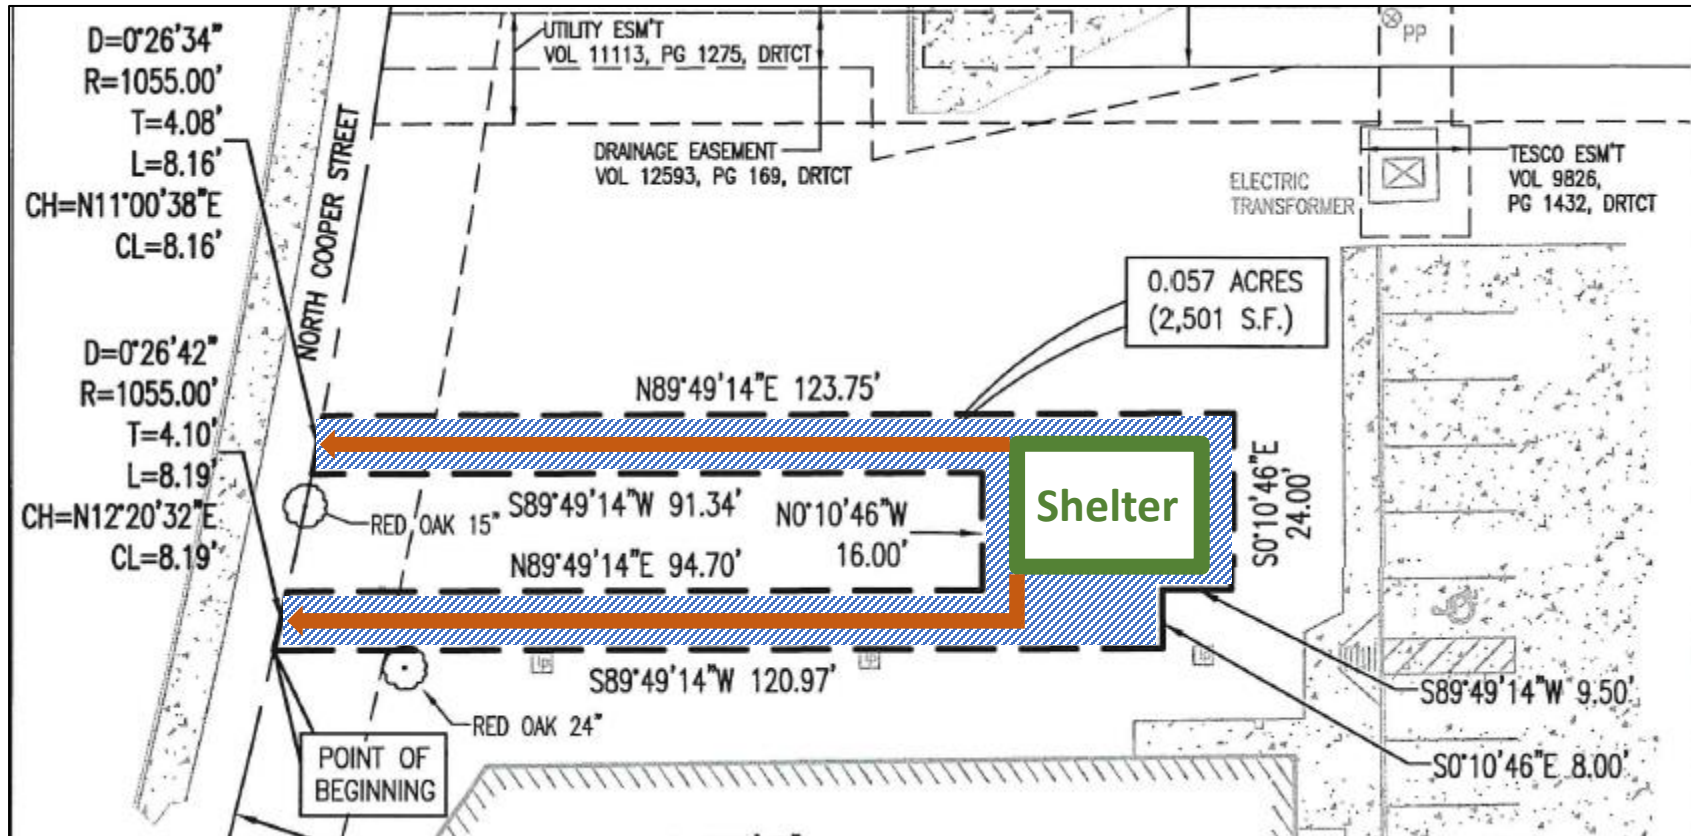 D=0°26'34"
R=1055.00'
T=4.08'
L=8.16'
CH=N11°00'38"E
CL=8.16'
NORTH COOPER STREET
UTILITY ESM'T
VOL 11113, PG 1275, DRTCT
DRAINAGE EASEMENT
VOL 12593, PG 169, DRTCT
PP
ELECTRIC
TRANSFORMER
TESCO ESM'T
VOL 9826,
PG 1432, DRTCT
0.057 ACRES
(2,501 S.F.)
D=0°26'42"
R=1055.00'
T=4.10'
L=8.19'
CH=N12°20'32"E
CL=8.19'
N89°49'14"E 123.75'
S89°49'14"W 91.34'
RED OAK 15"
N0°10'46"W
16.00'
N89°49'14"E 94.70'
Shelter
S0°10'46"E
24.00'
S89°49'14"W 120.97'
LP
LP
LP
RED OAK 24"
S89°49'14"W 9.50'
S0°10'46"E 8.00'
POINT OF
BEGINNING